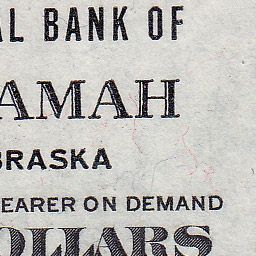 AL BANK OF
AMAH
BRASKA
EARER ON DEMAND
OLLARS